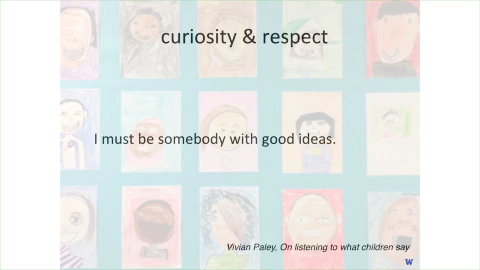 curiosity & respect
I must be somebody with good ideas.
Vivian Paley, On listening to what children say
W